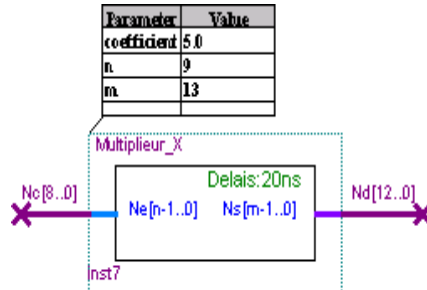 Parameter Value
coefficient 5.0
n 9
m 13
Multiplieur_X
Delais:20ns
Nc[8..0] Nd[12..0]
Ne[n-1..0] Ns[m-1..0]
inst7